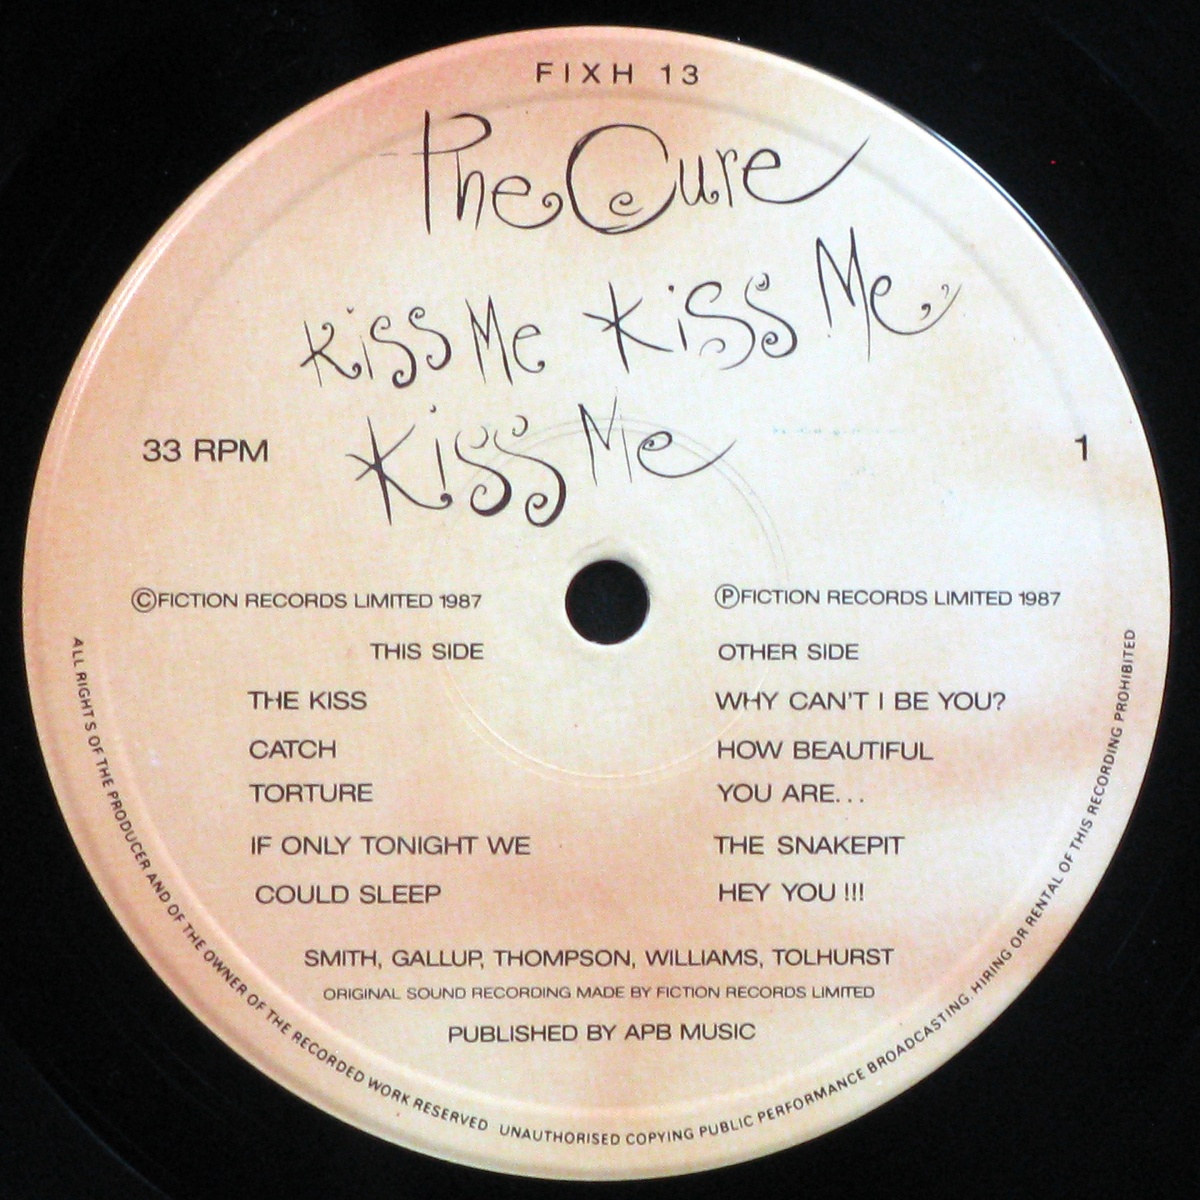 FIXH 13
The Cure
Kiss Me Kiss Me
Kiss Me
33 RPM
1
ⒸFICTION RECORDS LIMITED 1987
ⓅFICTION RECORDS LIMITED 1987
THIS SIDE
THE KISS
CATCH
TORTURE
IF ONLY TONIGHT WE
COULD SLEEP
OTHER SIDE
WHY CAN'T I BE YOU?
HOW BEAUTIFUL
YOU ARE...
THE SNAKEPIT
HEY YOU !!!
SMITH, GALLUP, THOMPSON, WILLIAMS, TOLHURST
ORIGINAL SOUND RECORDING MADE BY FICTION RECORDS LIMITED
PUBLISHED BY APB MUSIC
ALL RIGHTS OF THE PRODUCER AND OF THE OWNER OF THE RECORDED WORK RESERVED UNAUTHORISED COPYING PUBLIC PERFORMANCE BROADCASTING. HIRING OR RENTAL OF THIS RECORDING PROHIBITED